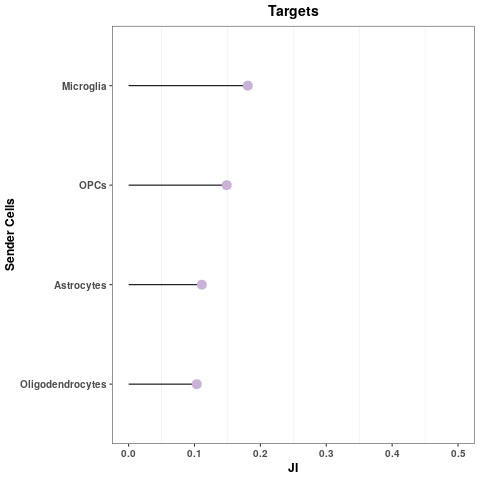 Targets
Microglia
OPCs
Astrocytes
Oligodendrocytes
Sender Cells
0.0 0.1 0.2 0.3 0.4 0.5
JI